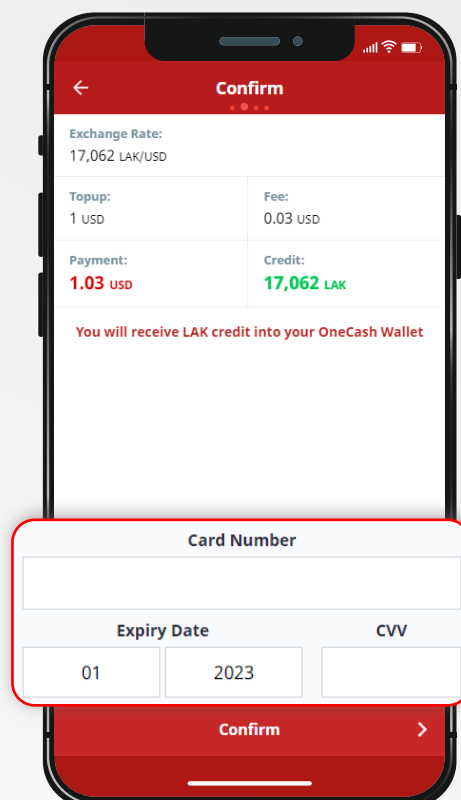 Confirm
Exchange Rate:
17,062 LAK/USD
Topup:
1 USD
Fee:
0.03 USD
Payment:
1.03 USD
Credit:
17,062 LAK
You will receive LAK credit into your OneCash Wallet
Card Number
Expiry Date
CVV
01
2023
Confirm